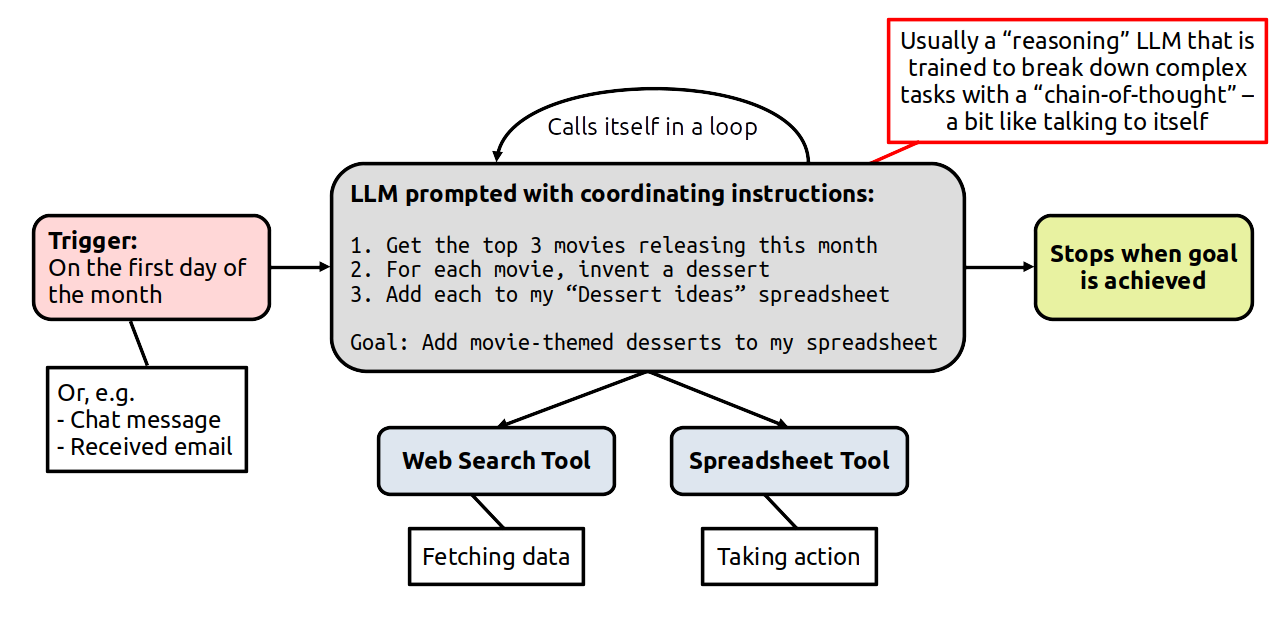 Usually a “reasoning” LLM that is
trained to break down complex
tasks with a “chain-of-thought” –
a bit like talking to itself
Calls itself in a loop
Trigger:
On the first day of
the month
Or, e.g.
- Chat message
- Received email
LLM prompted with coordinating instructions:
1. Get the top 3 movies releasing this month
2. For each movie, invent a dessert
3. Add each to my “Dessert ideas” spreadsheet
Goal: Add movie-themed desserts to my spreadsheet
Stops when goal
is achieved
Web Search Tool
Spreadsheet Tool
Fetching data
Taking action